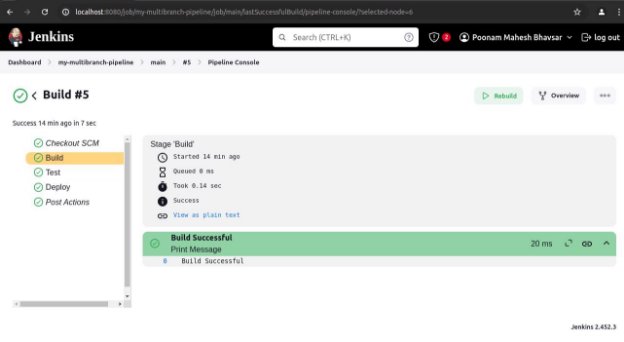 localhost:8080/job/my-multibranch-pipeline/job/main/lastSuccessfulBuild/pipeline-console/?selected-node=6
Jenkins
Search (CTRL+K)
2
Poonam Mahesh Bhavsar
log out
Dashboard > my-multibranch-pipeline > main > #5 > Pipeline Console
Build #5
Rebuild
Overview
Success 14 min ago in 7 sec
Checkout SCM
Build
Test
Deploy
Post Actions
Stage 'Build'
Started 14 min ago
Queued 0 ms
Took 0.14 sec
Success
View as plain text
Build Successful
Print Message
20 ms
0 Build Successful
Jenkins 2.452.3